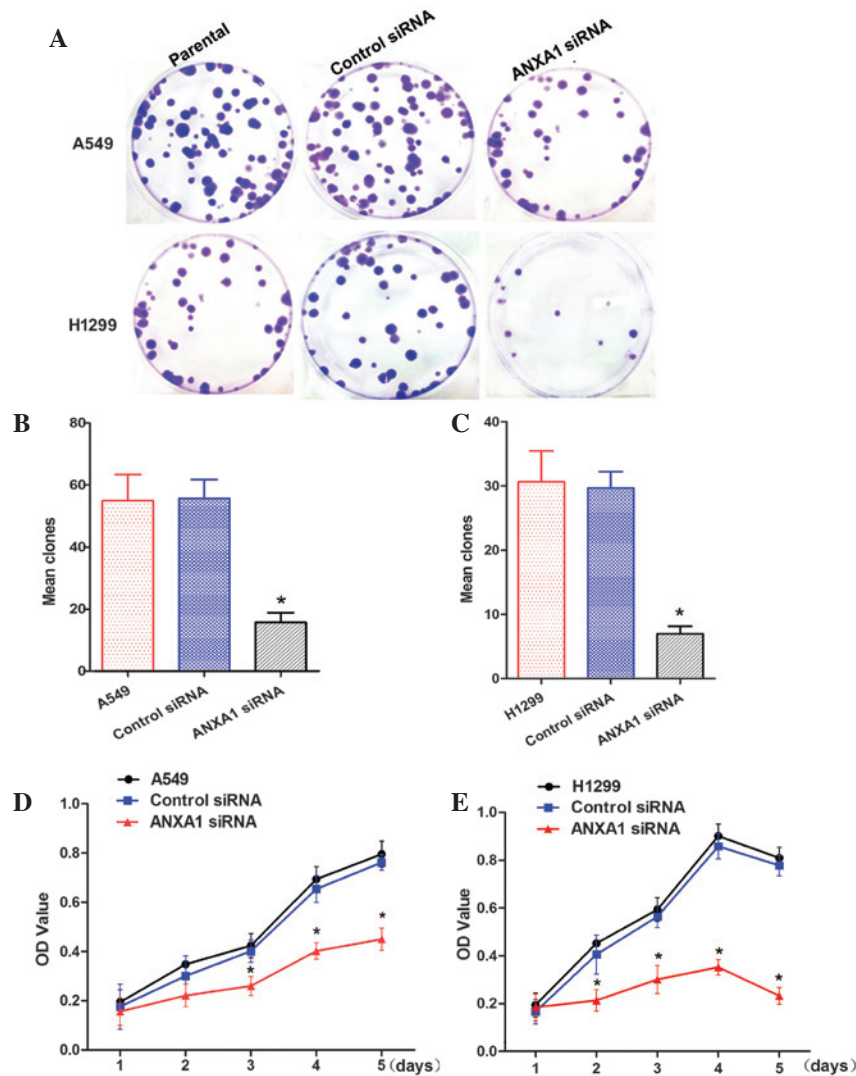 A
Parental
Control siRNA
ANXA1 siRNA
A549
H1299
B
80
60
40
20
0
Mean clones
*
A549
Control siRNA
ANXA1 siRNA
C
40
30
20
10
0
Mean clones
*
H1299
Control siRNA
ANXA1 siRNA
D
A549
Control siRNA
ANXA1 siRNA
1.0
0.8
0.6
0.4
0.2
0.0
OD Value
* * *
1 2 3 4 5 (days)
E
H1299
Control siRNA
ANXA1 siRNA
1.0
0.8
0.6
0.4
0.2
0.0
OD Value
* * * *
1 2 3 4 5 (days)